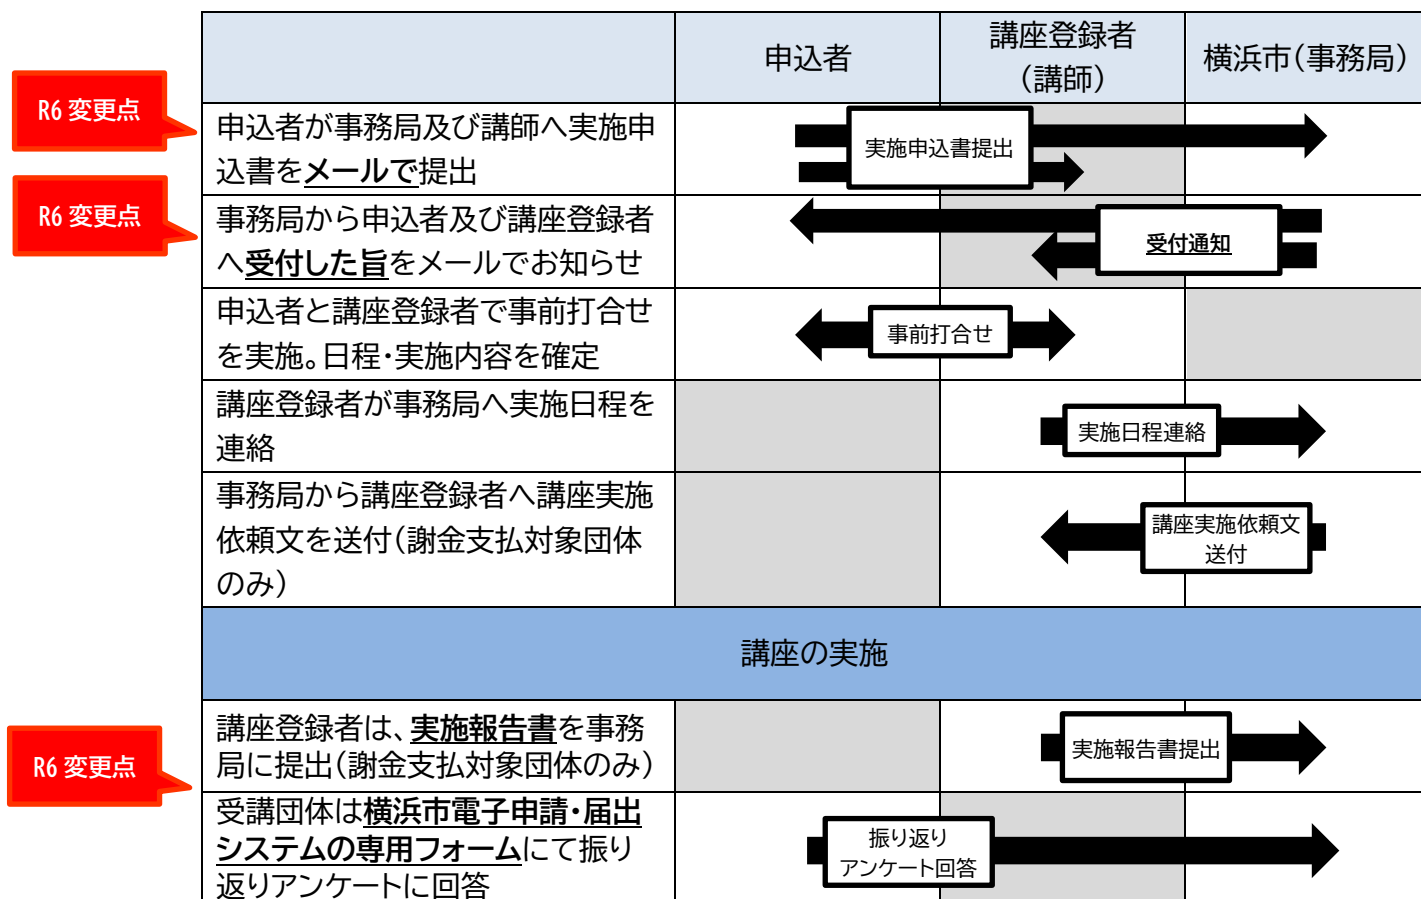 申込者
講座登録者
（講師）
横浜市（事務局）
R6 変更点
申込者が事務局及び講師へ実施申
込書をメールで提出
実施申込書提出
R6 変更点
事務局から申込者及び講座登録者
へ受付した旨をメールでお知らせ
受付通知
申込者と講座登録者で事前打合せ
を実施。日程・実施内容を確定
事前打合せ
講座登録者が事務局へ実施日程を
連絡
実施日程連絡
事務局から講座登録者へ講座実施
依頼文を送付（謝金支払対象団体
のみ）
講座実施依頼文
送付
講座の実施
講座登録者は、実施報告書を事務
局に提出（謝金支払対象団体のみ）
実施報告書提出
R6 変更点
受講団体は横浜市電子申請・届出
システムの専用フォームにて振り
返りアンケートに回答
振り返り
アンケート回答